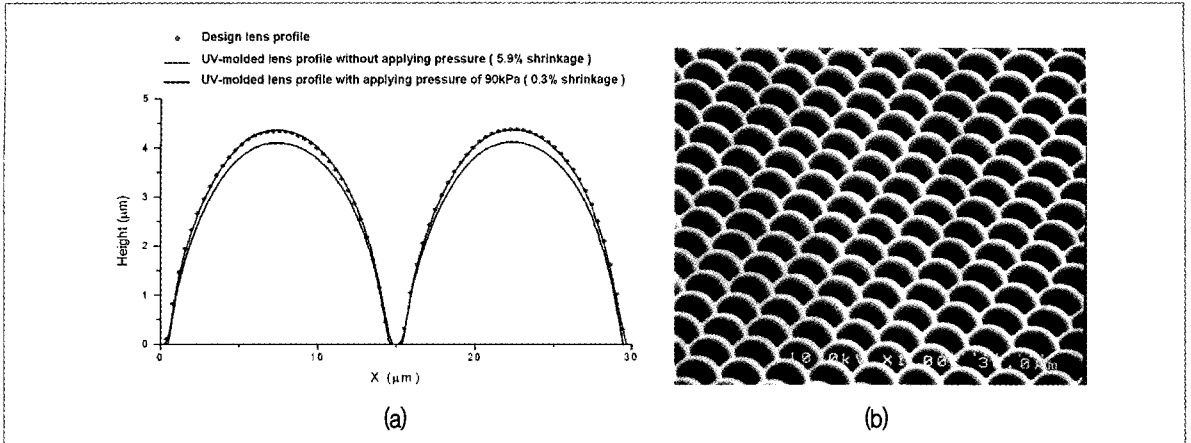 Design lens profile
UV-molded lens profile without applying pressure ( 5.9% shrinkage )
UV-molded lens profile with applying pressure of 90kPa ( 0.3% shrinkage )
5
4
3
2
1
0
Height (μm)
0 10 20 30
X (μm)
10.0kV
(a)
(b)